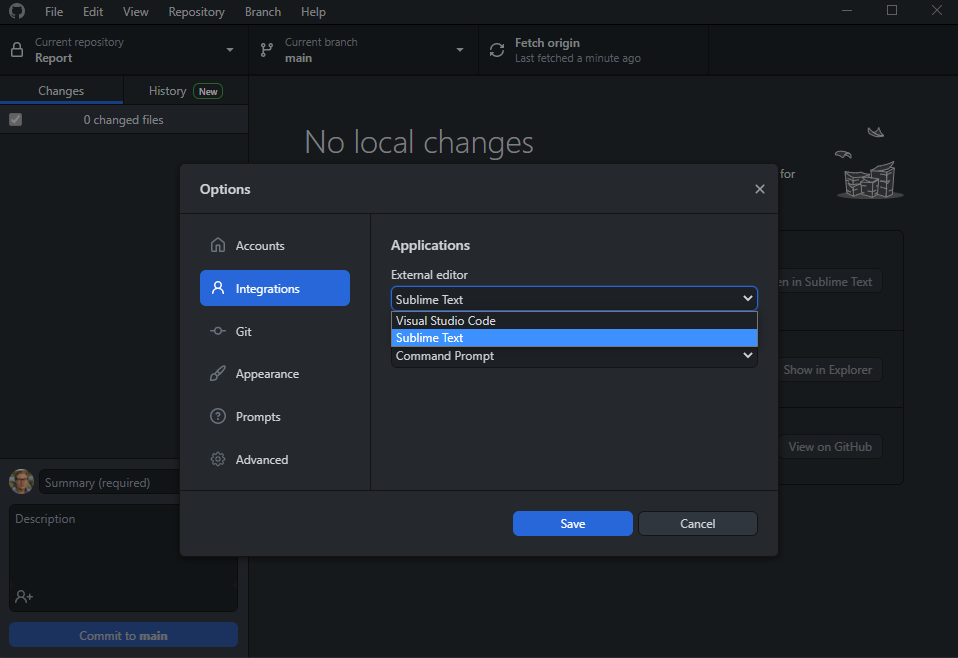 File Edit View Repository Branch Help
Current repository
Report
Current branch
main
Fetch origin
Last fetched a minute ago
Changes
History New
0 changed files
No local changes
for
Options
Accounts
Integrations
Git
Appearance
Prompts
Advanced
Applications
External editor
Sublime Text
Visual Studio Code
Sublime Text
Command Prompt
Save
Cancel
in Sublime Text
Show in Explorer
View on GitHub
Summary (required)
Description
Commit to main